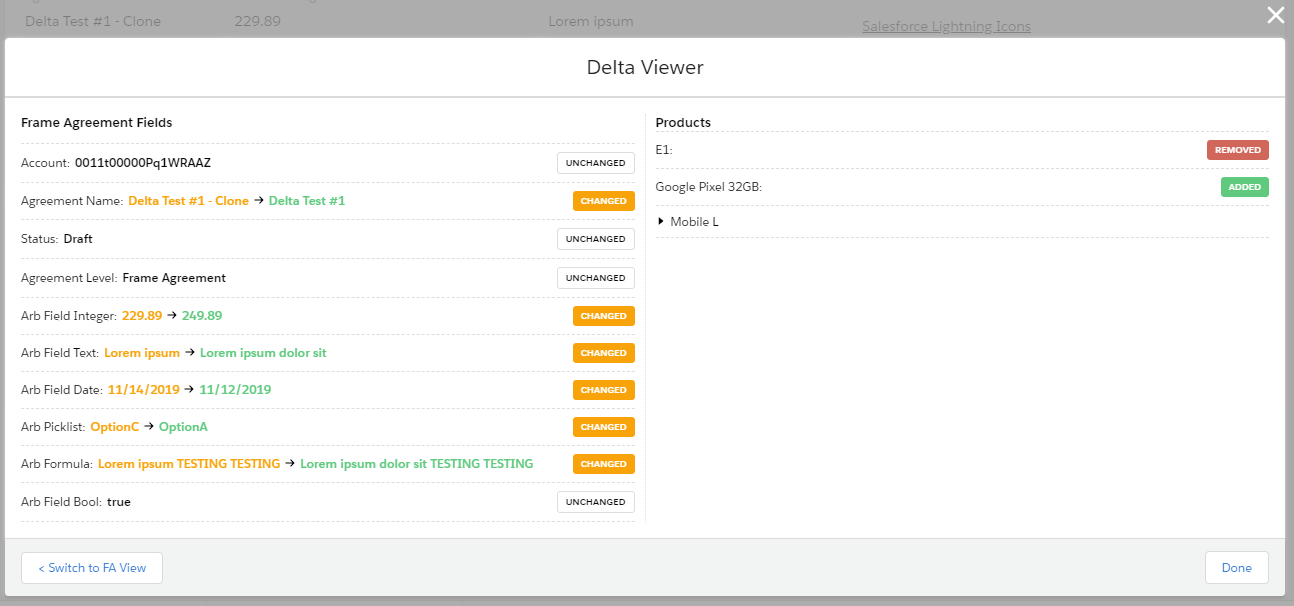 Delta Test #1 - Clone 229.89 Lorem ipsum Salesforce Lightning Icons
Delta Viewer
Frame Agreement Fields
Account: 0011t00000Pq1WRAAZ UNCHANGED
Agreement Name: Delta Test #1 - Clone → Delta Test #1 CHANGED
Status: Draft UNCHANGED
Agreement Level: Frame Agreement UNCHANGED
Arb Field Integer: 229.89 → 249.89 CHANGED
Arb Field Text: Lorem ipsum → Lorem ipsum dolor sit CHANGED
Arb Field Date: 11/14/2019 → 11/12/2019 CHANGED
Arb Picklist: OptionC → OptionA CHANGED
Arb Formula: Lorem ipsum TESTING TESTING → Lorem ipsum dolor sit TESTING TESTING CHANGED
Arb Field Bool: true UNCHANGED
Products
E1: REMOVED
Google Pixel 32GB: ADDED
Mobile L
< Switch to FA View
Done